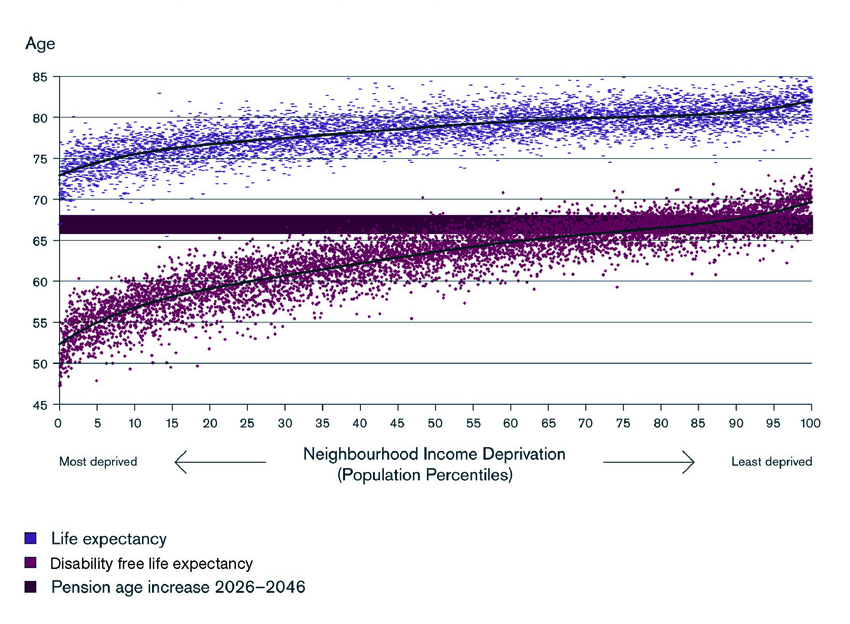 Age
85
80
75
70
65
60
55
50
45
0 5 10 15 20 25 30 35 40 45 50 55 60 65 70 75 80 85 90 95 100
Most deprived
Neighbourhood Income Deprivation
(Population Percentiles)
Least deprived
Life expectancy
Disability free life expectancy
Pension age increase 2026–2046